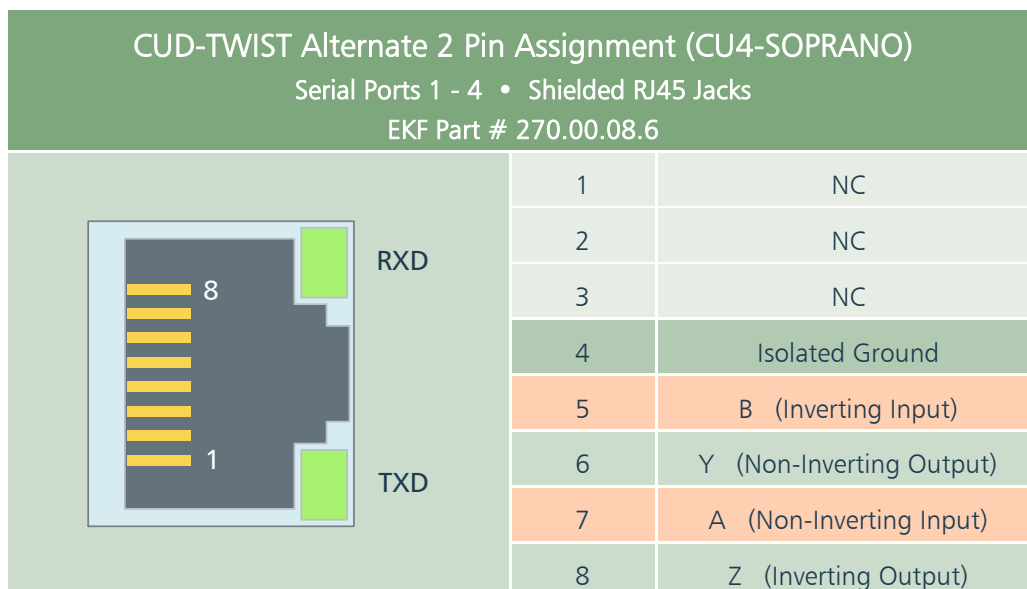 CUD-TWIST Alternate 2 Pin Assignment (CU4-SOPRANO)
Serial Ports 1 - 4 • Shielded RJ45 Jacks
EKF Part # 270.00.08.6
RXD
8
1
TXD
1 NC
2 NC
3 NC
4 Isolated Ground
5 B (Inverting Input)
6 Y (Non-Inverting Output)
7 A (Non-Inverting Input)
8 Z (Inverting Output)